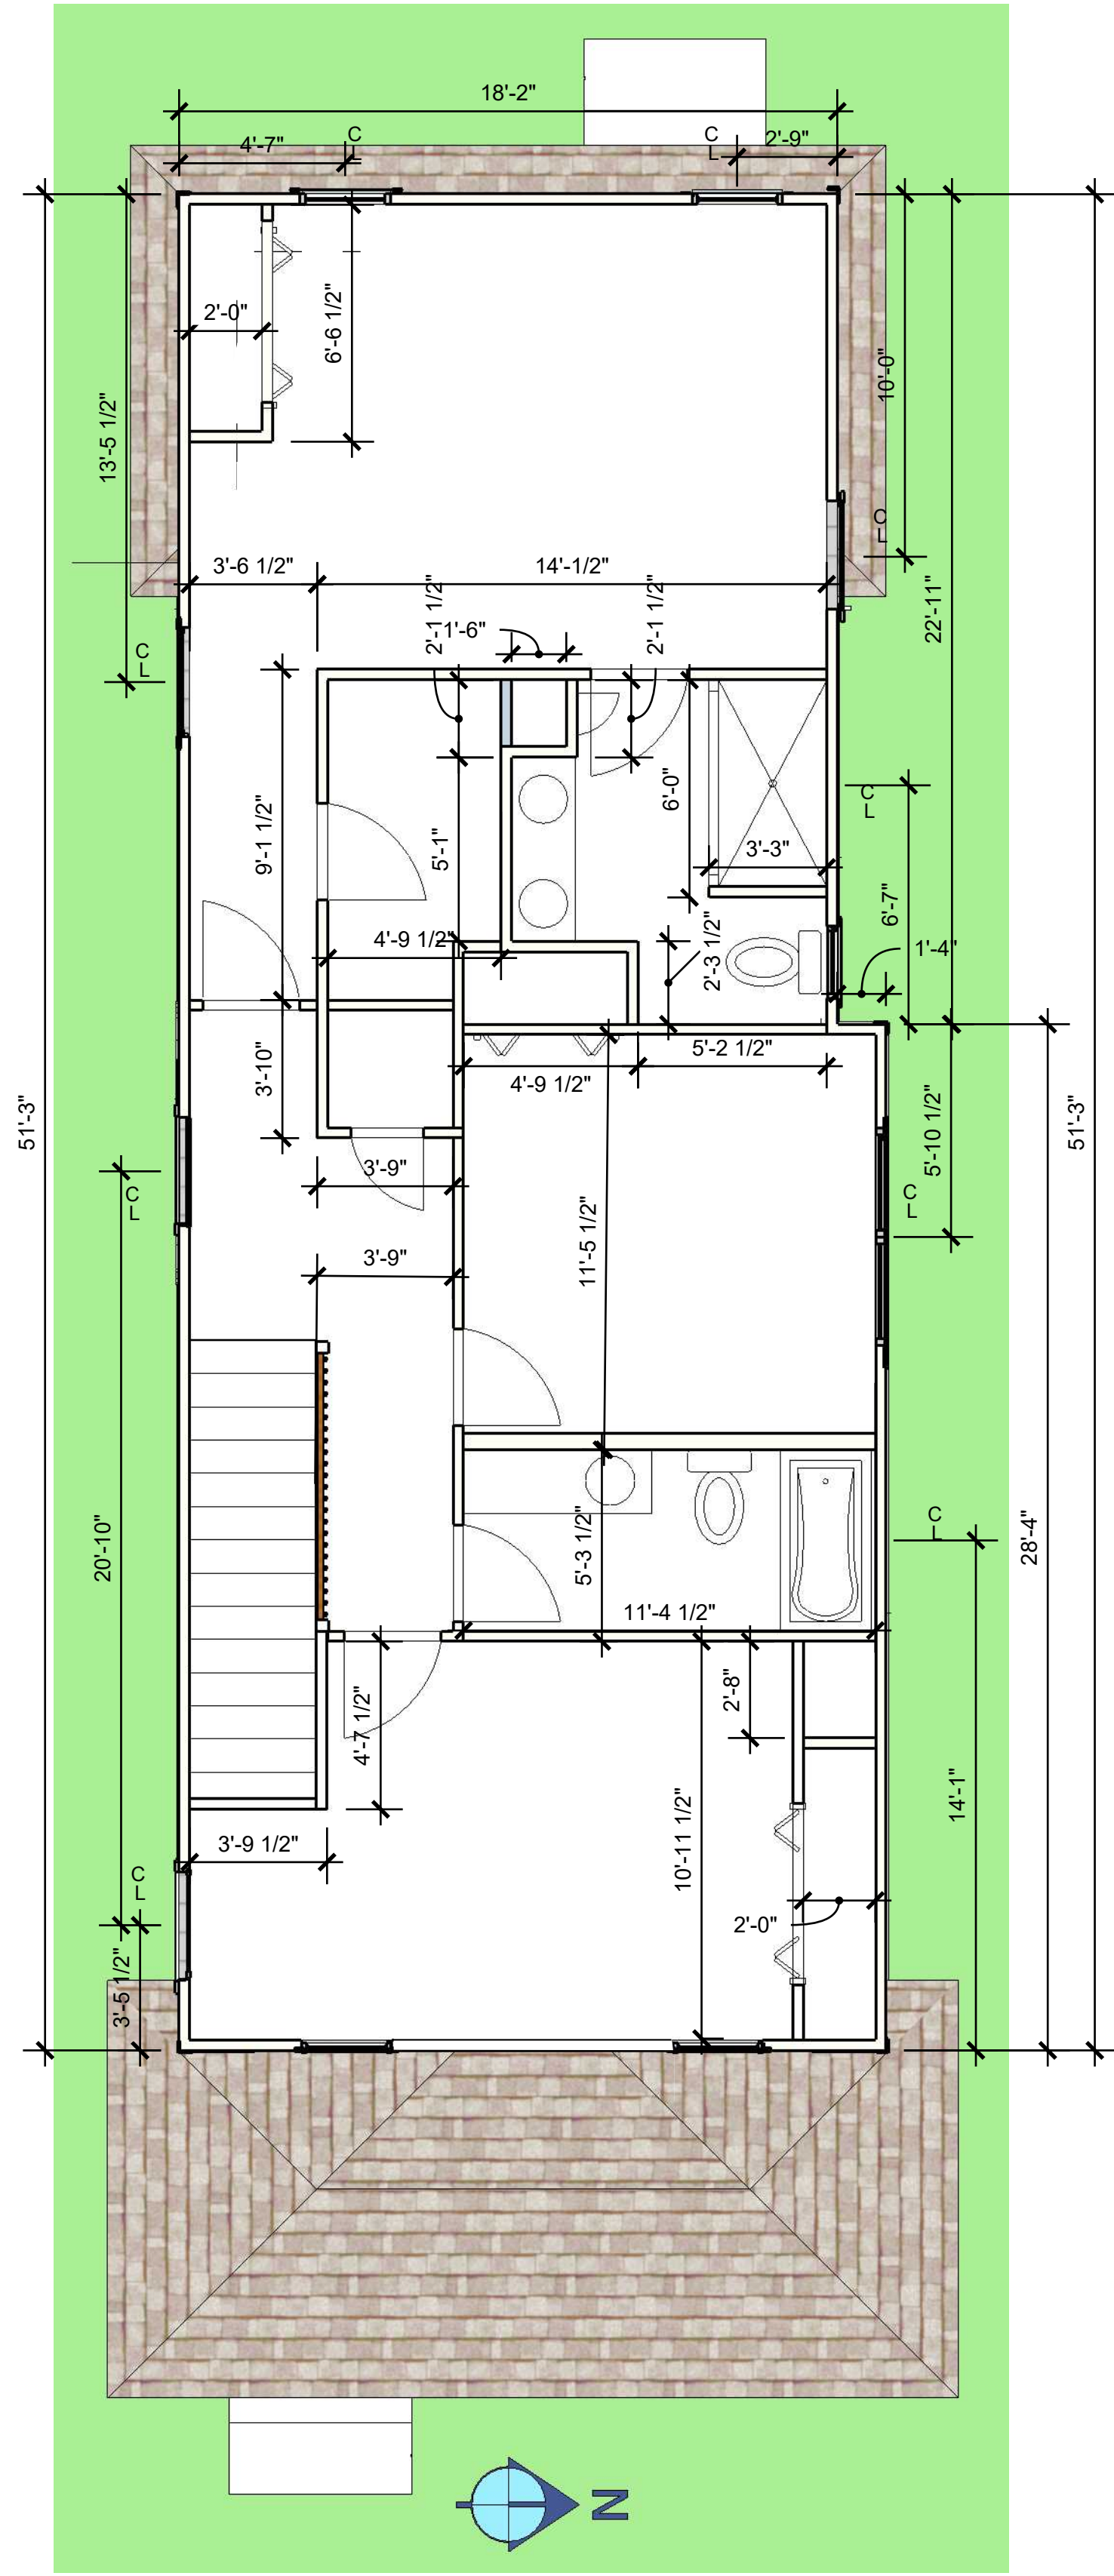 18'-2"
4'-7"
C
L
C
L
2'-9"
2'-0"
6'-6 1/2"
10'-0"
13'-5 1/2"
C
L
3'-6 1/2"
14'-1/2"
22'-11"
2'-1 1/2"
1'-6"
2'-1 1/2"
C
L
6'-0"
C
L
9'-1 1/2"
5'-1"
3'-3"
6'-7"
4'-9 1/2"
2'-3 1/2"
1'-4"
3'-10"
5'-2 1/2"
4'-9 1/2"
51'-3"
51'-3"
5'-10 1/2"
3'-9"
C
L
C
L
11'-5 1/2"
3'-9"
20'-10"
5'-3 1/2"
C
L
28'-4"
11'-4 1/2"
2'-8"
4'-7 1/2"
14'-1"
10'-11 1/2"
3'-9 1/2"
C
L
2'-0"
3'-5 1/2"
N